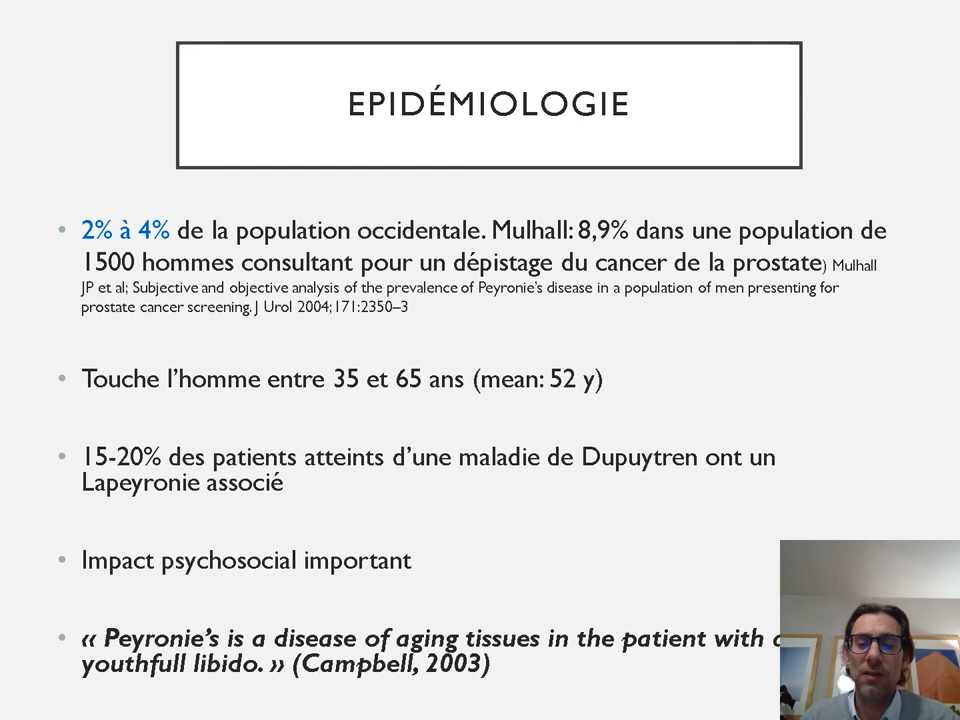 EPIDÉMIOLOGIE
• 2% à 4% de la population occidentale. Mulhall: 8,9% dans une population de
1500 hommes consultant pour un dépistage du cancer de la prostate) Mulhall
JP et al; Subjective and objective analysis of the prevalence of Peyronie's disease in a population of men presenting for
prostate cancer screening. J Urol 2004;171:2350–3
• Touche l'homme entre 35 et 65 ans (mean: 52 y)
• 15-20% des patients atteints d'une maladie de Dupuytren ont un
Lapeyronie associé
• Impact psychosocial important
• « Peyronie's is a disease of aging tissues in the patient with
youthfull libido. » (Campbell, 2003)